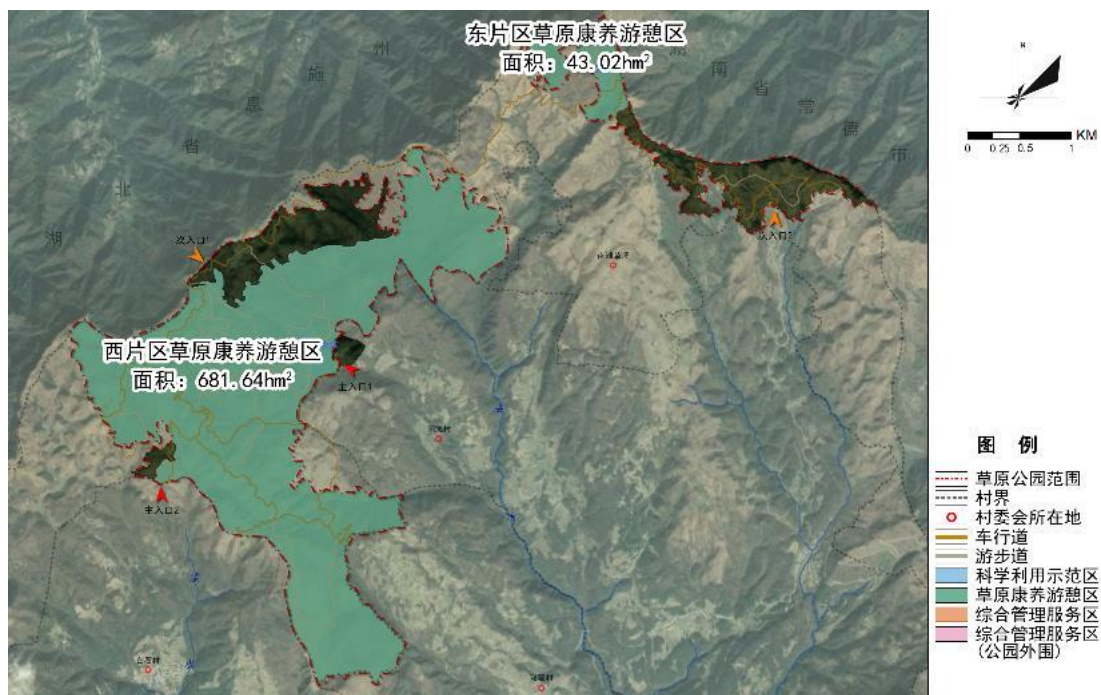 东片区草原康养游憩区
面积：43.02hm²
湖北省恩施州
湖南省常德市
次入口1
次入口2
西片区草原康养游憩区
面积：681.64hm²
主入口1
主入口2
N
KM
0 0.25 0.5 1
图 例
草原公园范围
村界
村委会所在地
车行道
游步道
科学利用示范区
草原康养游憩区
综合管理服务区
综合管理服务区
(公园外围)